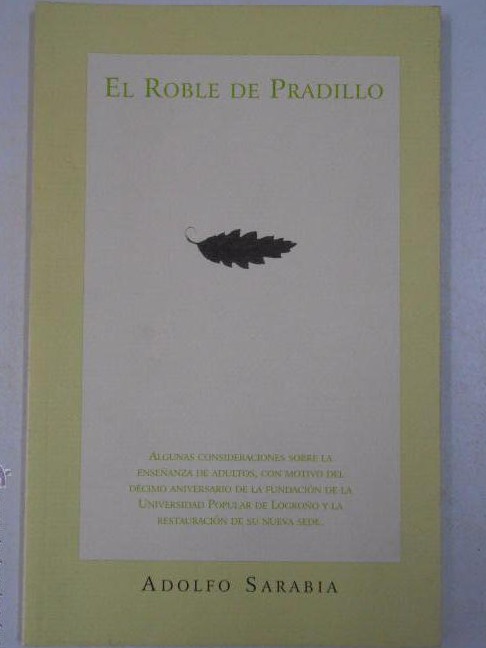 EL ROBLE DE PRADILLO
ALGUNAS CONSIDERACIONES SOBRE LA
ENSEÑANZA DE ADULTOS, CON MOTIVO DEL
DÉCIMO ANIVERSARIO DE LA FUNDACIÓN DE LA
UNIVERSIDAD POPULAR DE LOGROÑO Y LA
RESTAURACIÓN DE SU NUEVA SEDE.
ADOLFO SARABIA